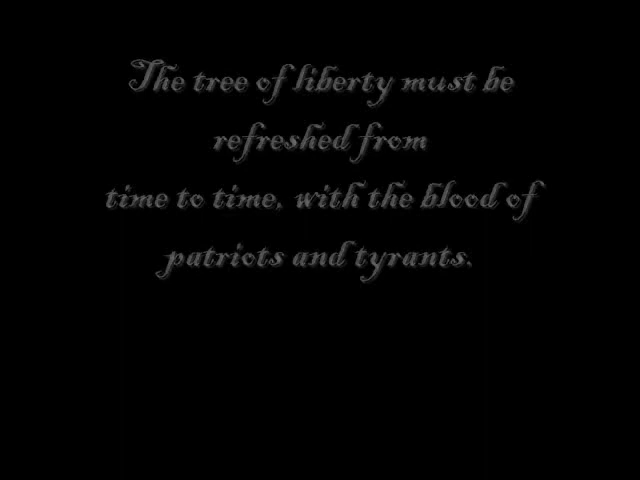 The tree of liberty must be
refreshed from
time to time, with the blood of
patriots and tyrants.